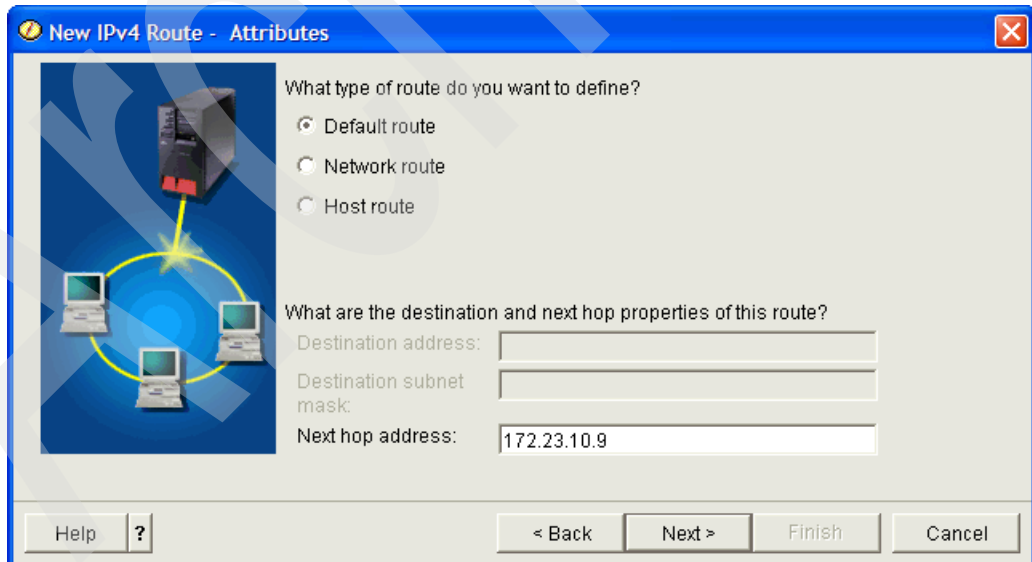 New IPv4 Route - Attributes
What type of route do you want to define?
Default route
Network route
Host route
What are the destination and next hop properties of this route?
Destination address:
Destination subnet
mask:
Next hop address: 172.23.10.9
Help ? < Back Next > Finish Cancel